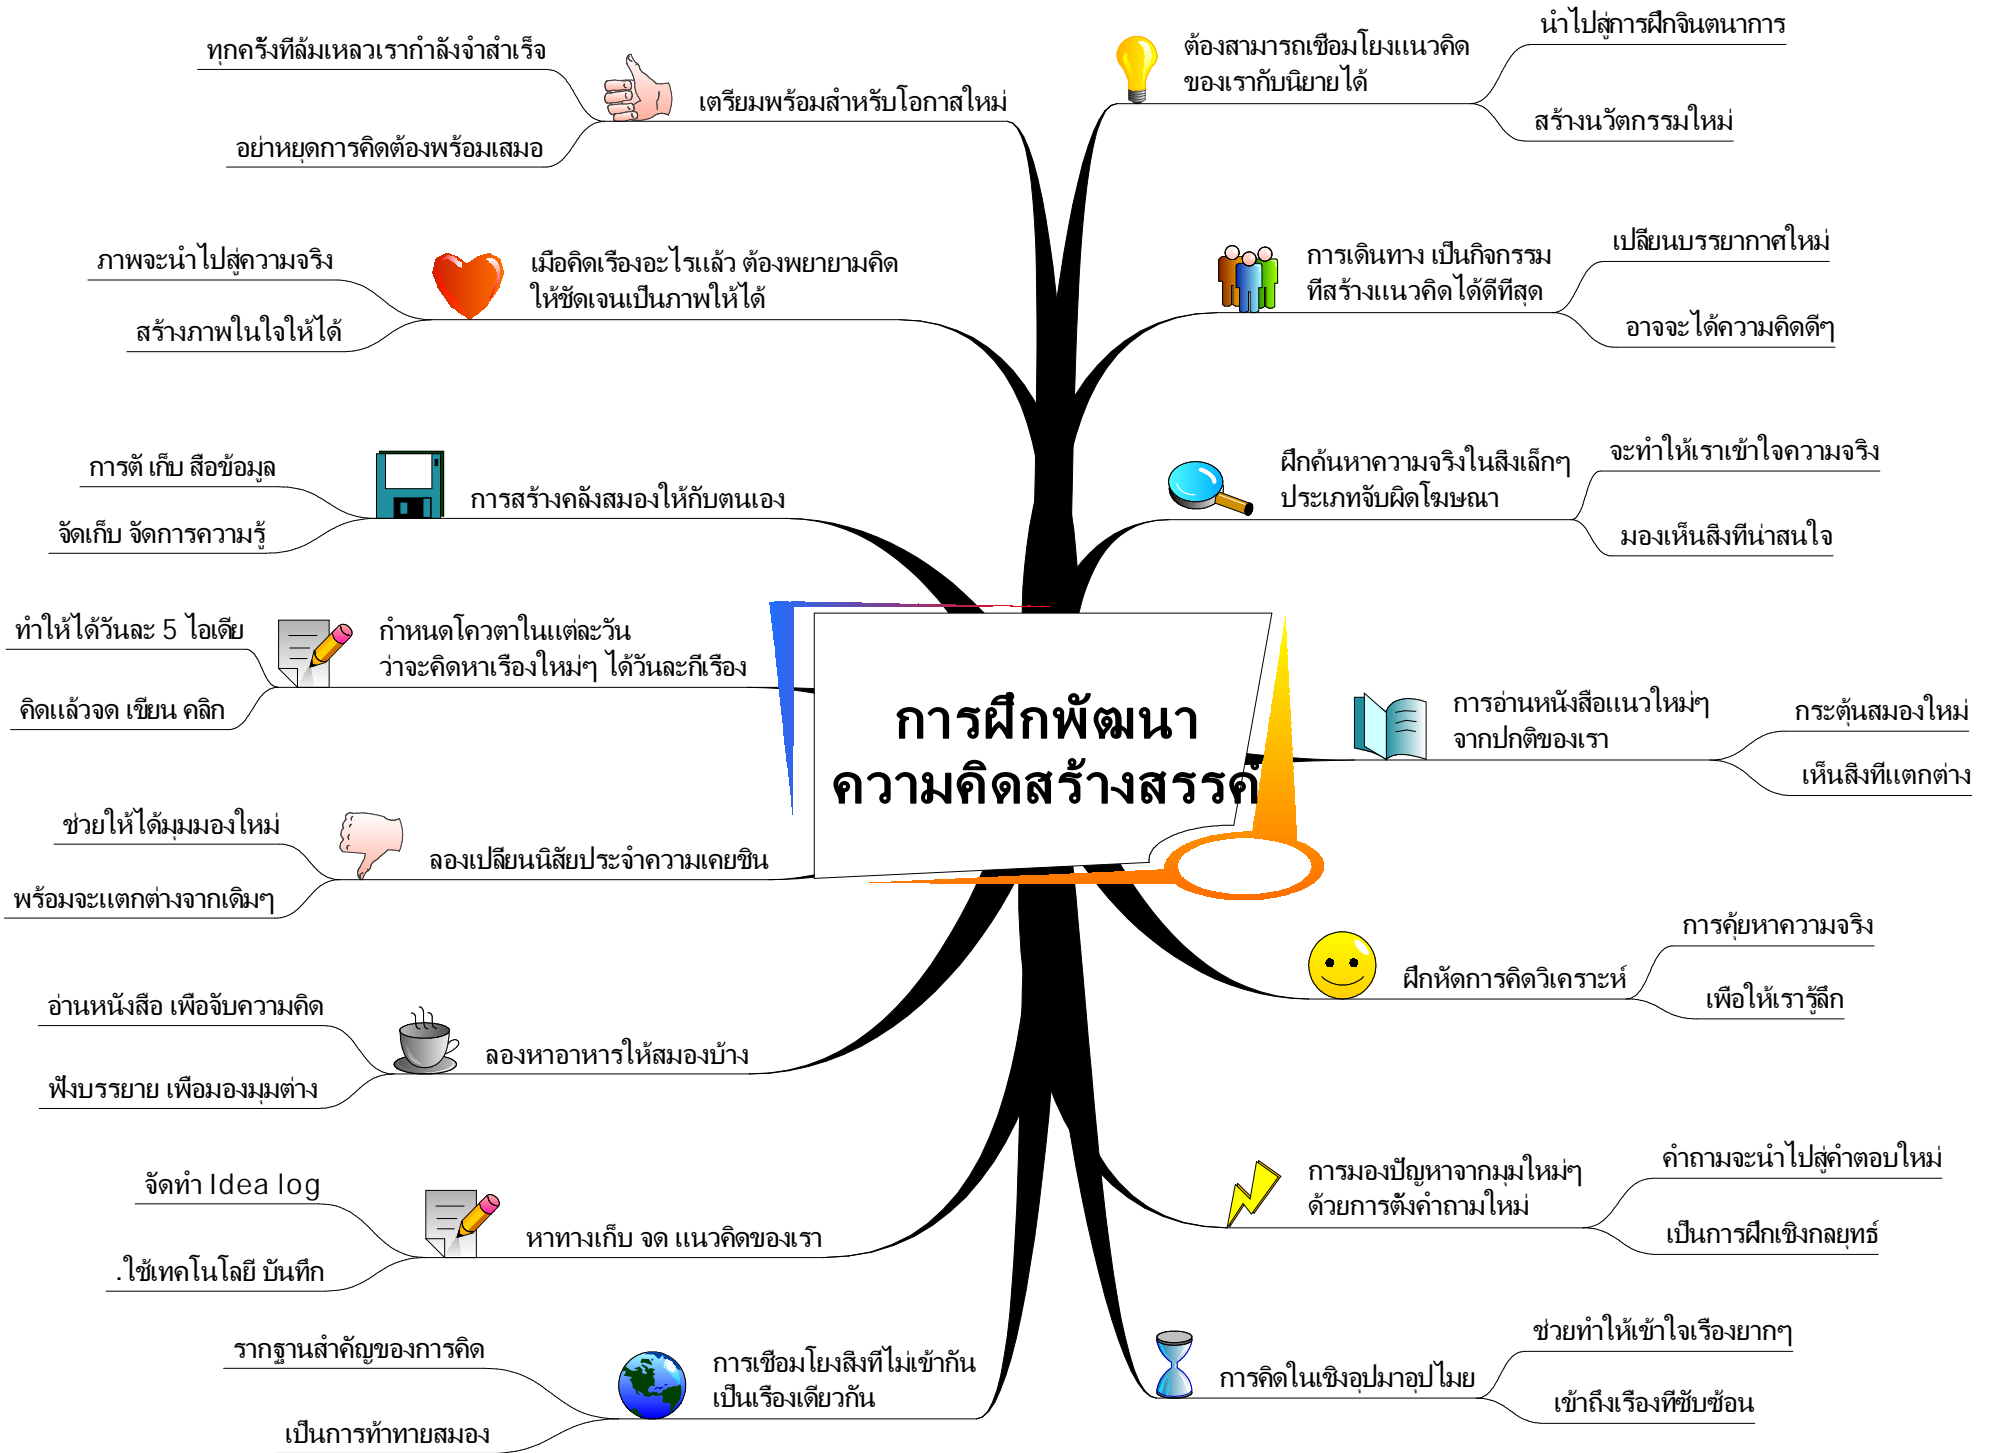 การฝึกพัฒนา
ความคิดสร้างสรรค์
ต้องสามารถเชือมโยงแนวคิด
ของเรากับนิยายได้
นำไปสู่การฝึกจินตนาการ
สร้างนวัตกรรมใหม่
การเดินทาง เป็นกิจกรรม
ทีสร้างแนวคิดได้ดีทีสุด
เปลียนบรรยากาศใหม่
อาจจะได้ความคิดดีๆ
ฝึกค้นหาความจริงในสิงเล็กๆ
ประเภทจับผิดโฆษณา
จะทำให้เราเข้าใจความจริง
มองเห็นสิงทีน่าสนใจ
การอ่านหนังสือแนวใหม่ๆ
จากปกติของเรา
กระตุ้นสมองใหม่
เห็นสิงทีแตกต่าง
ฝึกหัดการคิดวิเคราะห์
การคุ้ยหาความจริง
เพือให้เรารู้ลึก
การมองปัญหาจากมุมใหม่ๆ
ด้วยการตังคำถามใหม่
คำถามจะนำไปสู่คำตอบใหม่
เป็นการฝึกเชิงกลยุทธ์
การคิดในเชิงอุปมาอุปไมย
ช่วยทำให้เข้าใจเรืองยากๆ
เข้าถึงเรืองทีซับซ้อน
การเชือมโยงสิงทีไม่เข้ากัน
เป็นเรืองเดียวกัน
รากฐานสำคัญของการคิด
เป็นการท้าทายสมอง
หาทางเก็บ จด แนวคิดของเรา
จัดทำ Idea log
.ใช้เทคโนโลยี บันทึก
ลองหาอาหารให้สมองบ้าง
อ่านหนังสือ เพือจับความคิด
ฟังบรรยาย เพือมองมุมต่าง
ลองเปลียนนิสัยประจำความเคยชิน
ช่วยให้ได้มุมมองใหม่
พร้อมจะแตกต่างจากเดิมๆ
กำหนดโควตาในแต่ละวัน
ว่าจะคิดหาเรืองใหม่ๆ ได้วันละกีเรือง
ทำให้ได้วันละ 5 ไอเดีย
คิดแล้วจด เขียน คลิก
การสร้างคลังสมองให้กับตนเอง
การตั เก็บ สือข้อมูล
จัดเก็บ จัดการความรู้
เมือคิดเรืองอะไรแล้ว ต้องพยายามคิด
ให้ชัดเจนเป็นภาพให้ได้
ภาพจะนำไปสู่ความจริง
สร้างภาพในใจให้ได้
เตรียมพร้อมสำหรับโอกาสใหม่
ทุกครังทีล้มเหลวเรากำลังจำสำเร็จ
อย่าหยุดการคิดต้องพร้อมเสมอ